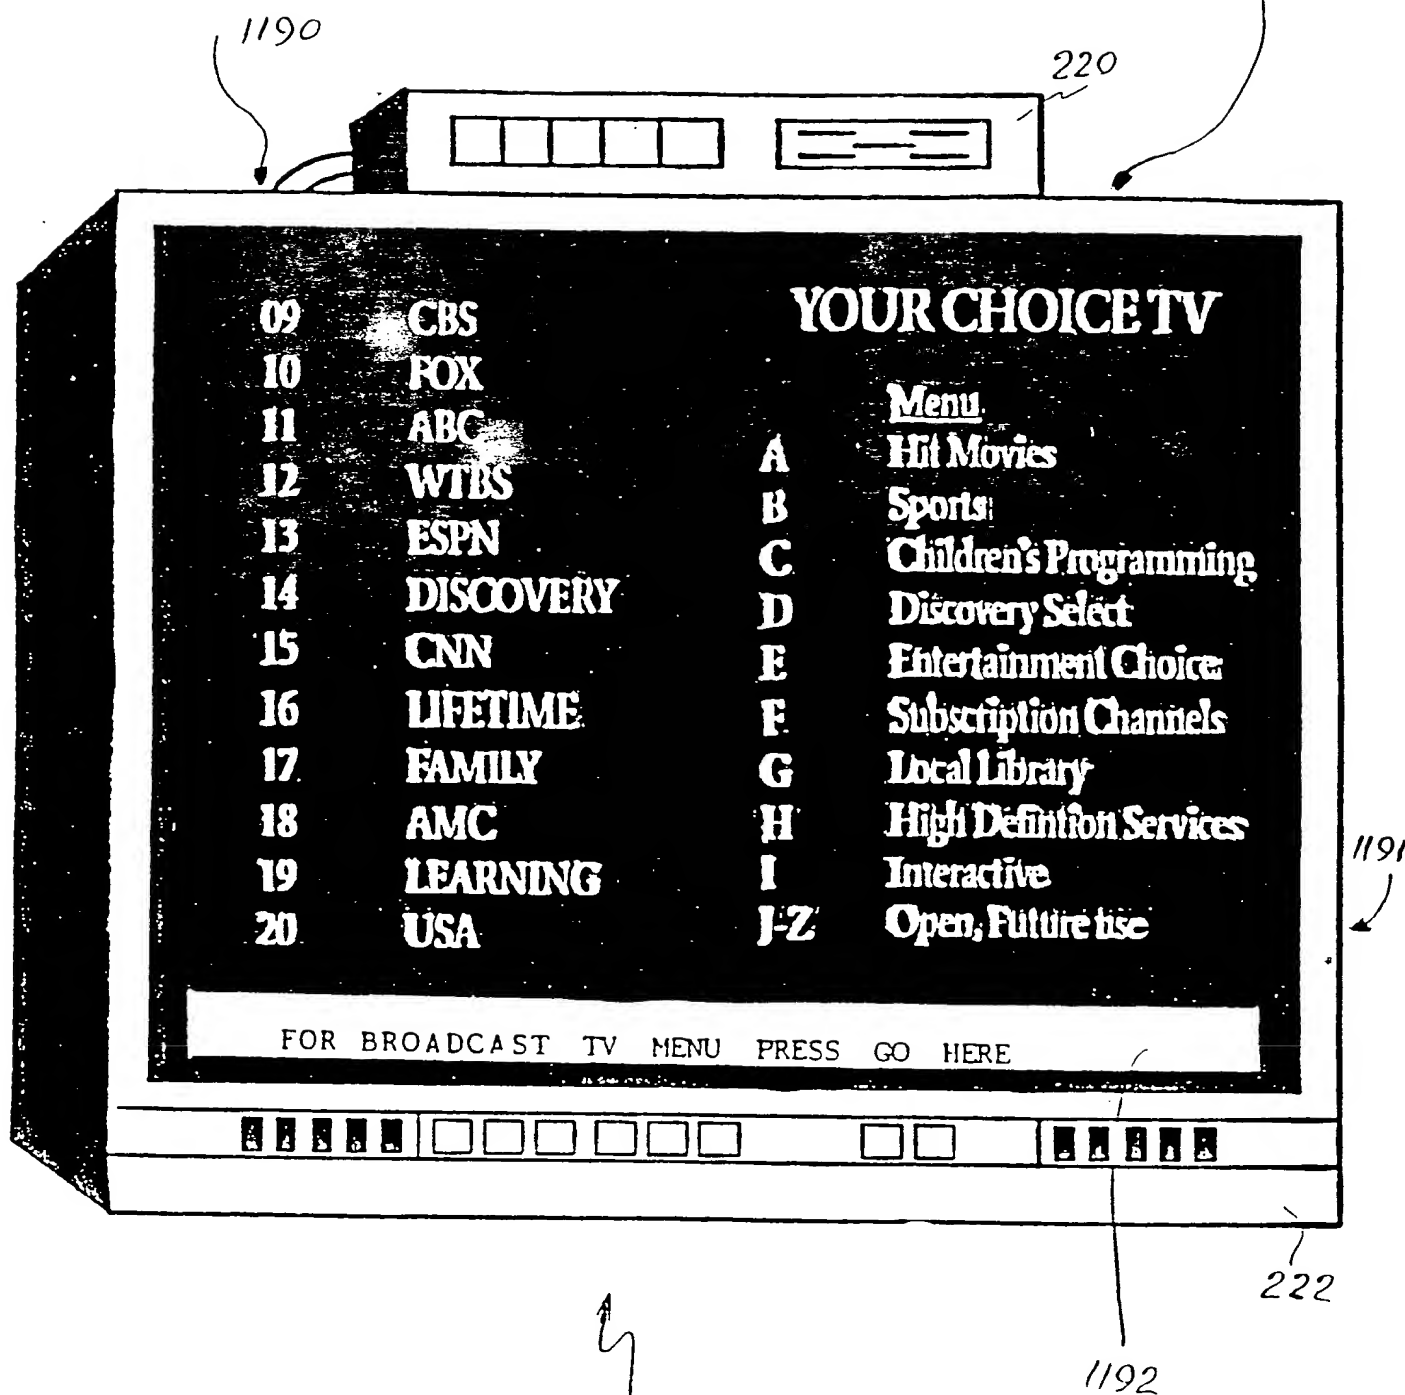 1190
220
09 CBS
10 FOX
11 ABC
12 WTBS
13 ESPN
14 DISCOVERY
15 CNN
16 LIFETIME
17 FAMILY
18 AMC
19 LEARNING
20 USA
YOUR CHOICE TV
Menu
A Hit Movies
B Sports
C Children's Programming
D Discovery Select
E Entertainment Choice
F Subscription Channels
G Local Library
H High Defintion Services
I Interactive
J-Z Open, Future use
1191
FOR BROADCAST TV MENU PRESS GO HERE
222
1192